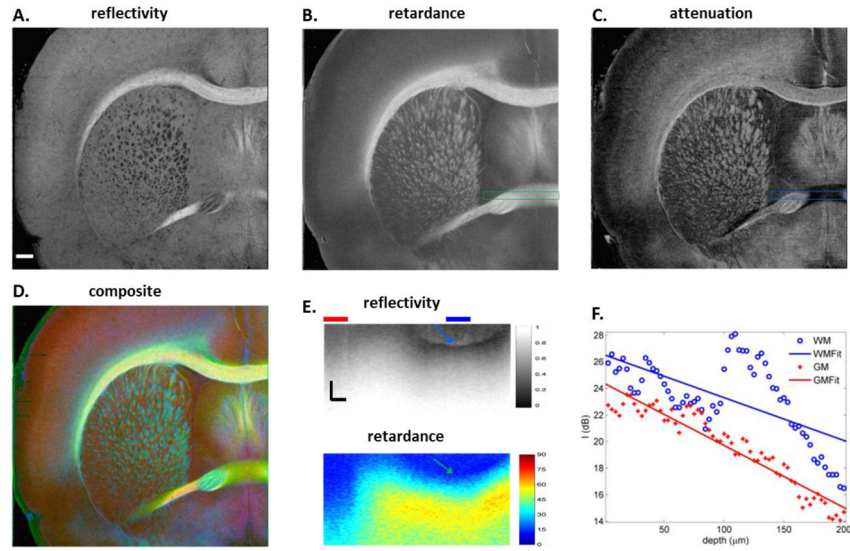 A. reflectivity
B. retardance
C. attenuation
D. composite
E. reflectivity
1
0.8
0.6
0.4
0.2
0
retardance
90
75
60
45
30
15
0
F.
28
26
24
22
20
18
16
14
I (dB)
WM
WMFit
GM
GMFit
50 100 150 200
depth (μm)